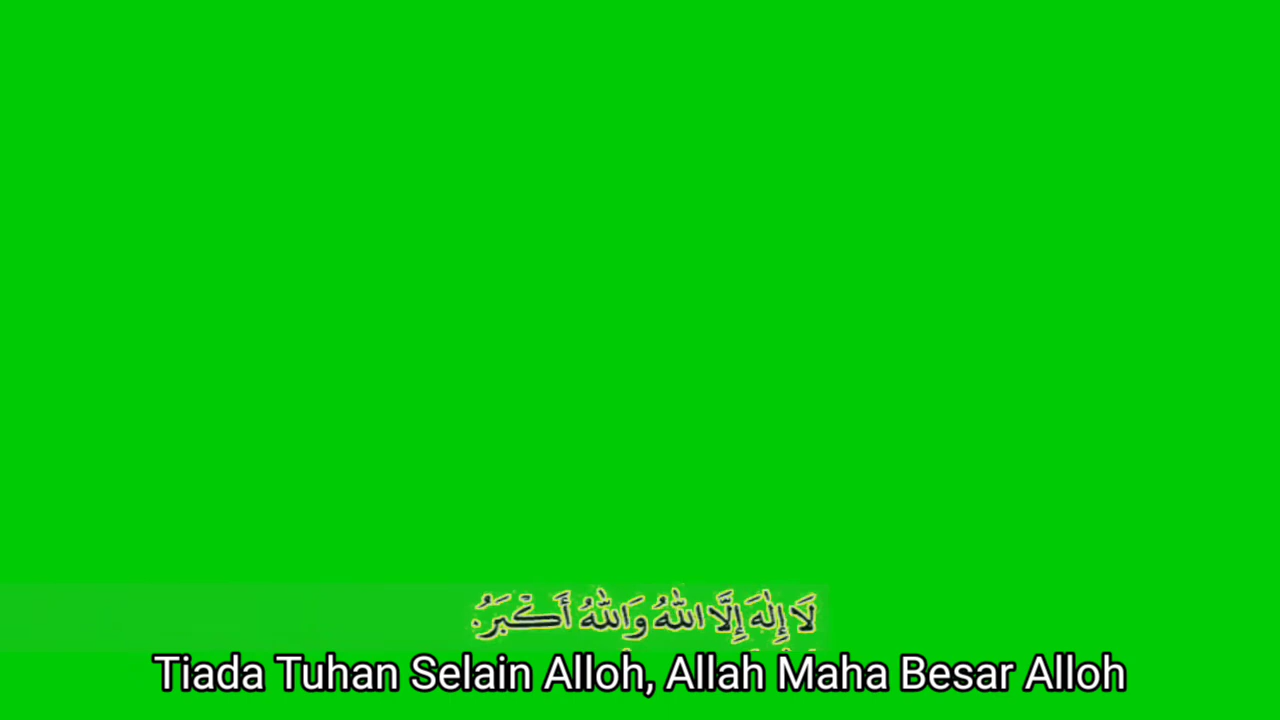 لَا إِلٰهَ إِلَّا اللّٰهُ وَاللّٰهُ أَكْبَرُ.
Tiada Tuhan Selain Alloh, Allah Maha Besar Alloh